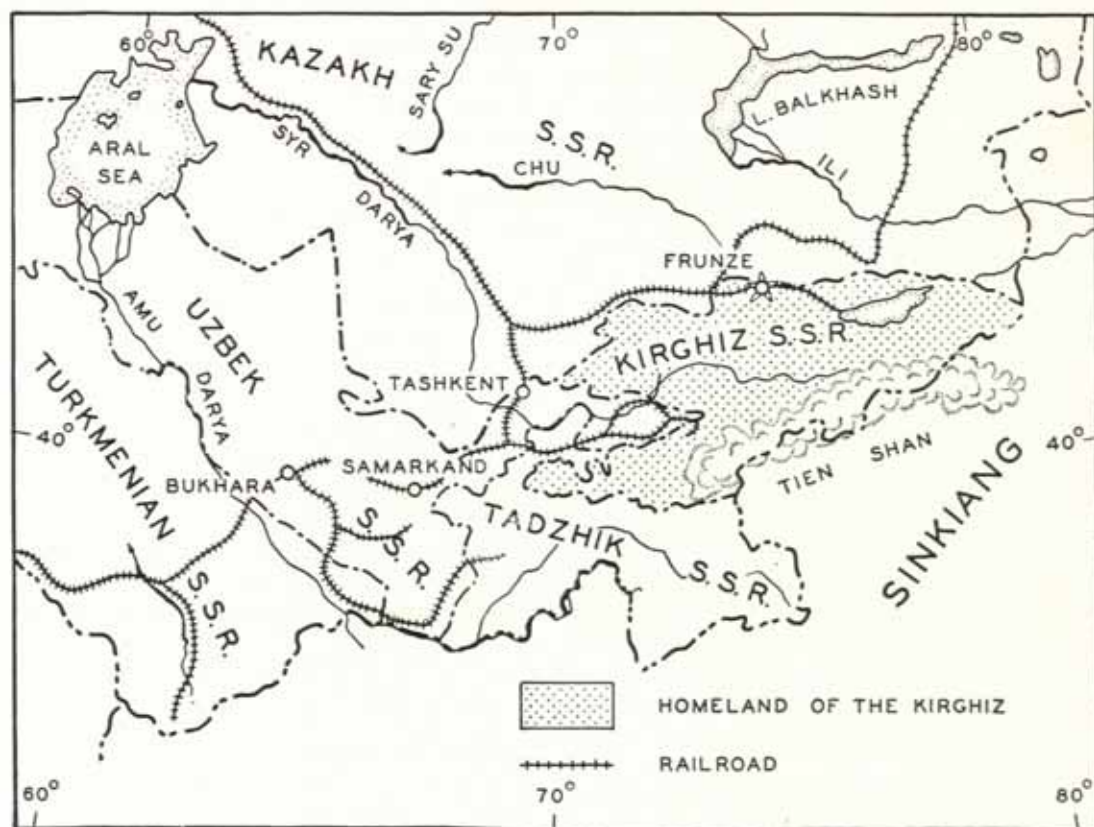 60°
70°
80°
KAZAKH
SARY SU
S.S.R.
L. BALKHASH
ARAL
SEA
SYR
DARYA
CHU
ILI
FRUNZE
AMU
DARYA
UZBEK
S.S.R.
KIRGHIZ S.S.R.
TASHKENT
TURKMENIAN
S.S.R.
40°
40°
BUKHARA
SAMARKAND
TIEN SHAN
TADZHIK
S.S.R.
SINKIANG
HOMELAND OF THE KIRGHIZ
RAILROAD
60°
70°
80°